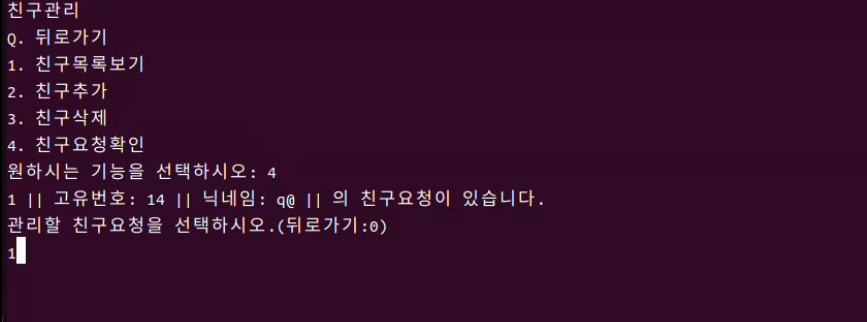 친구관리
Q. 뒤로가기
1. 친구목록보기
2. 친구추가
3. 친구삭제
4. 친구요청확인
원하시는 기능을 선택하시오: 4
1 || 고유번호: 14 || 닉네임: q@ || 의 친구요청이 있습니다.
관리할 친구요청을 선택하시오.(뒤로가기:0)
1